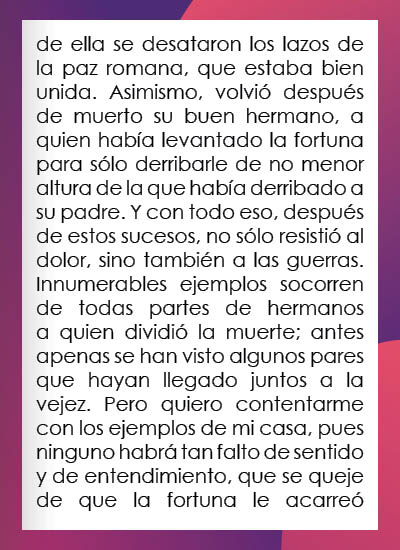 de ella se desataron los lazos de
la paz romana, que estaba bien
unida. Asimismo, volvió después
de muerto su buen hermano, a
quien había levantado la fortuna
para sólo derribarle de no menor
altura de la que había derribado a
su padre. Y con todo eso, después
de estos sucesos, no sólo resistió al
dolor, sino también a las guerras.
Innumerables ejemplos socorren
de todas partes de hermanos
a quien dividió la muerte; antes
apenas se han visto algunos pares
que hayan llegado juntos a la
vejez. Pero quiero contentarme
con los ejemplos de mi casa, pues
ninguno habrá tan falto de sentido
y de entendimiento, que se queje
de que la fortuna le acarreó